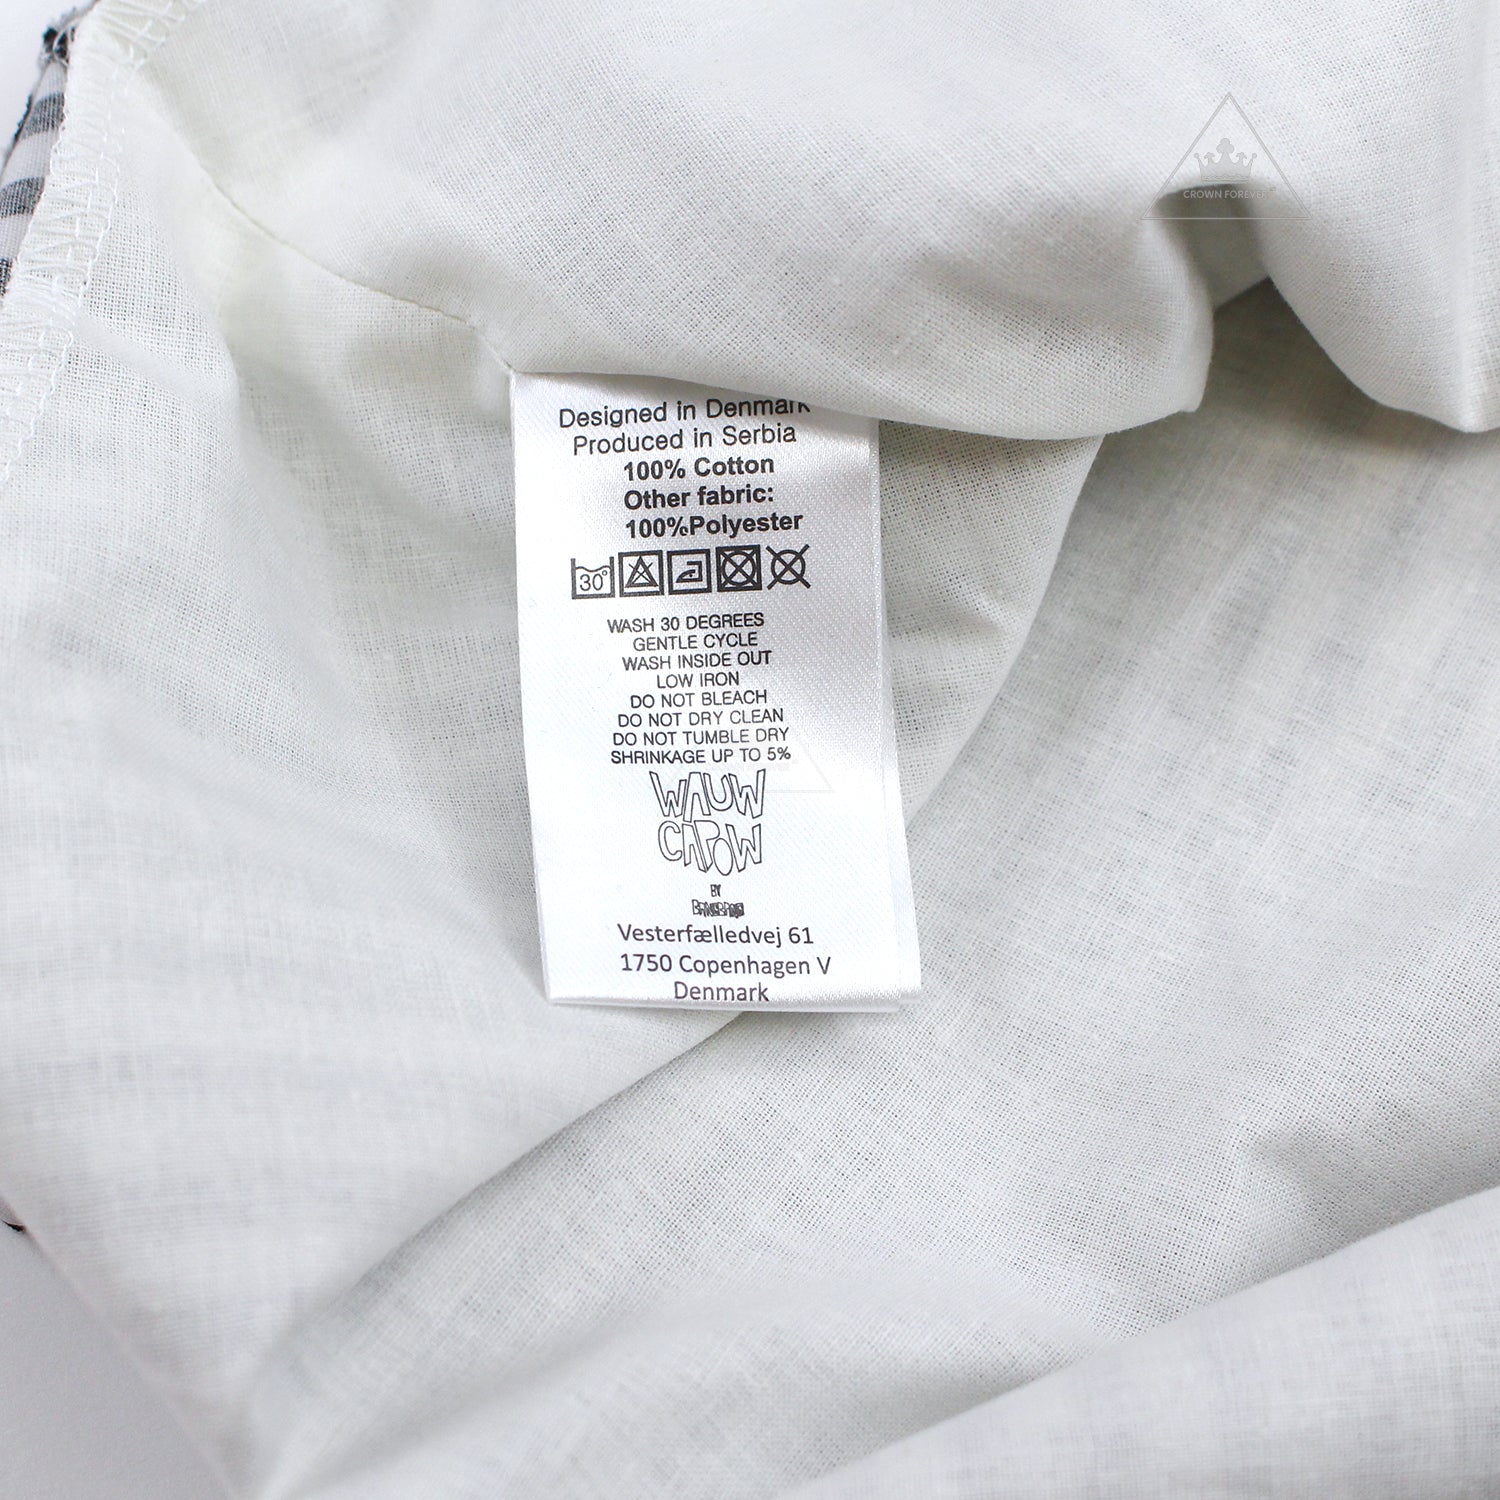 CROWN FOREVER
Designed in Denmark
Produced in Serbia
100% Cotton
Other fabric:
100%Polyester
30°
WASH 30 DEGREES
GENTLE CYCLE
WASH INSIDE OUT
LOW IRON
DO NOT BLEACH
DO NOT DRY CLEAN
DO NOT TUMBLE DRY
SHRINKAGE UP TO 5%
WAUW
CAPOW
BY
Vesterfælledvej 61
1750 Copenhagen V
Denmark